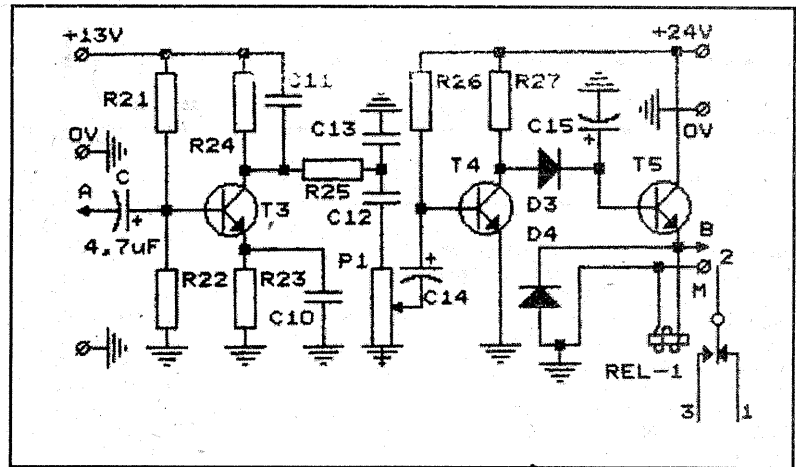 +13V
+24V
R21
C11
R26
R27
0V
R24
C13
C15
+
0V
C
R25
T4
T5
A
+
T3
C12
D3
4.7uF
D4
B
P1
+
2
R22
R23
C14
M
C10
REL-1
3
1